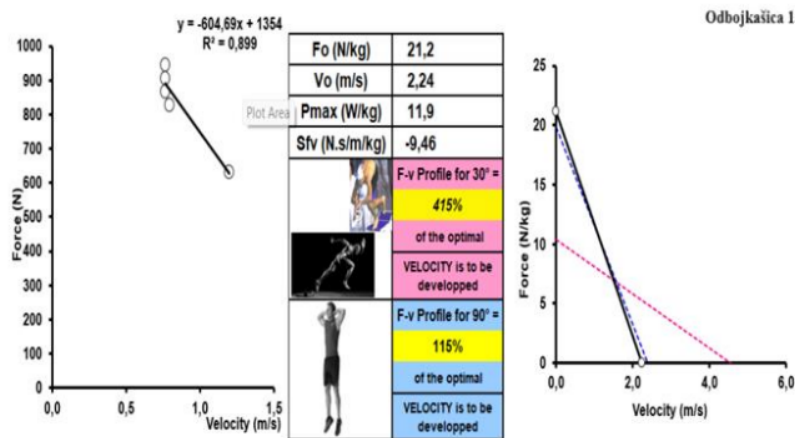 Odbojkašica 1
y = -604,69x + 1354
R² = 0,899
1000
900
800
700
600
500
400
300
200
100
0
Force (N)
0,0
0,5
1,0
1,5
Velocity (m/s)
Plot Area
Fo (N/kg) 21,2
Vo (m/s) 2,24
Pmax (W/kg) 11,9
Sfv (N.s/m/kg) -9,46
F-v Profile for 30° =
415%
of the optimal
VELOCITY is to be
developped
F-v Profile for 90° =
115%
of the optimal
VELOCITY is to be
developped
25
20
15
10
5
0
Force (N/kg)
0,0
2,0
4,0
6,0
8,0
Velocity (m/s)